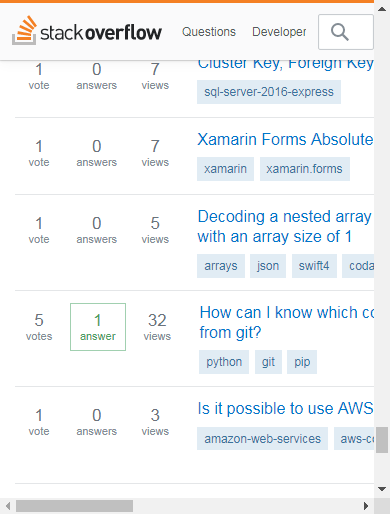 stackoverflow Questions Developer
1 0 7 Cluster Key, Foreign Key
vote answers views
sql-server-2016-express
1 0 7 Xamarin Forms Absolute
vote answers views
xamarin xamarin.forms
1 0 5 Decoding a nested array
vote answers views with an array size of 1
arrays json swift4 coda
5 1 32 How can I know which co
votes answer views from git?
python git pip
1 0 3 Is it possible to use AWS
vote answers views
amazon-web-services aws-co